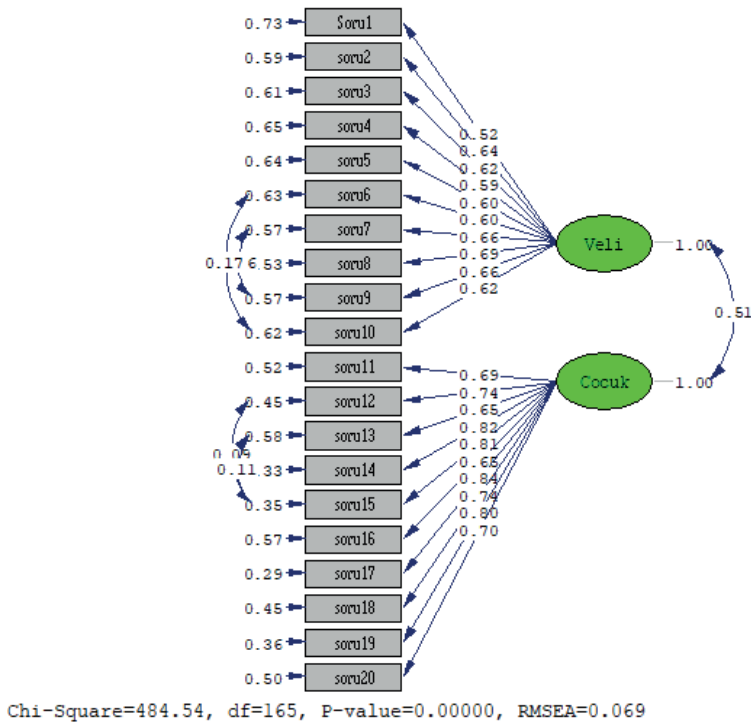 0.73 Soru1
0.59 soru2
0.61 soru3
0.65 soru4
0.64 soru5
0.63 soru6
0.57 soru7
0.53 soru8
0.57 soru9
0.62 soru10
0.52 soru11
0.45 soru12
0.58 soru13
0.33 soru14
0.35 soru15
0.57 soru16
0.29 soru17
0.45 soru18
0.36 soru19
0.50 soru20
0.17
0.09
0.11
0.52
0.64
0.62
0.59
0.60
0.60
0.66
0.69
0.66
0.62
0.69
0.74
0.65
0.82
0.81
0.65
0.84
0.74
0.80
0.70
Veli 1.00
0.51
Cocuk 1.00
Chi-Square=484.54, df=165, P-value=0.00000, RMSEA=0.069